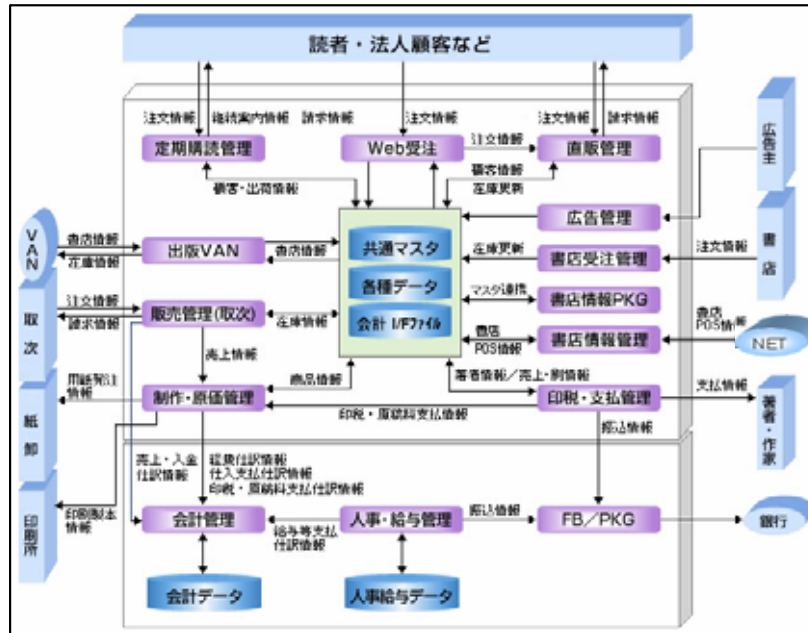 読者・法人顧客など
注文情報
継続案内情報
請求情報
注文情報
注文情報
請求情報
定期購読管理
Web受注
注文情報
直販管理
広告主
顧客情報
在庫更新
顧客・出荷情報
VAN
書店情報
在庫情報
出版VAN
書店情報
共通マスタ
各種データ
会計 I/Fファイル
広告管理
在庫更新
書店受注管理
注文情報
書店
マスタ連携
書店情報PKG
取次
注文情報
請求情報
販売管理(取次)
在庫情報
書店
POS情報
書店情報管理
書店
POS情報
NET
売上情報
商品情報
著者情報/売上・刷情報
用紙発注
情報
制作・原価管理
印税・原稿料支払情報
印税・支払管理
支払情報
著者・作家
紙卸
振込情報
売上・入金
仕訳情報
経費仕訳情報
仕入支払仕訳情報
印税・原稿料支払仕訳情報
印刷所
印刷製本
情報
会計管理
給与等支払
仕訳情報
人事・給与管理
振込情報
FB/PKG
銀行
会計データ
人事給与データ